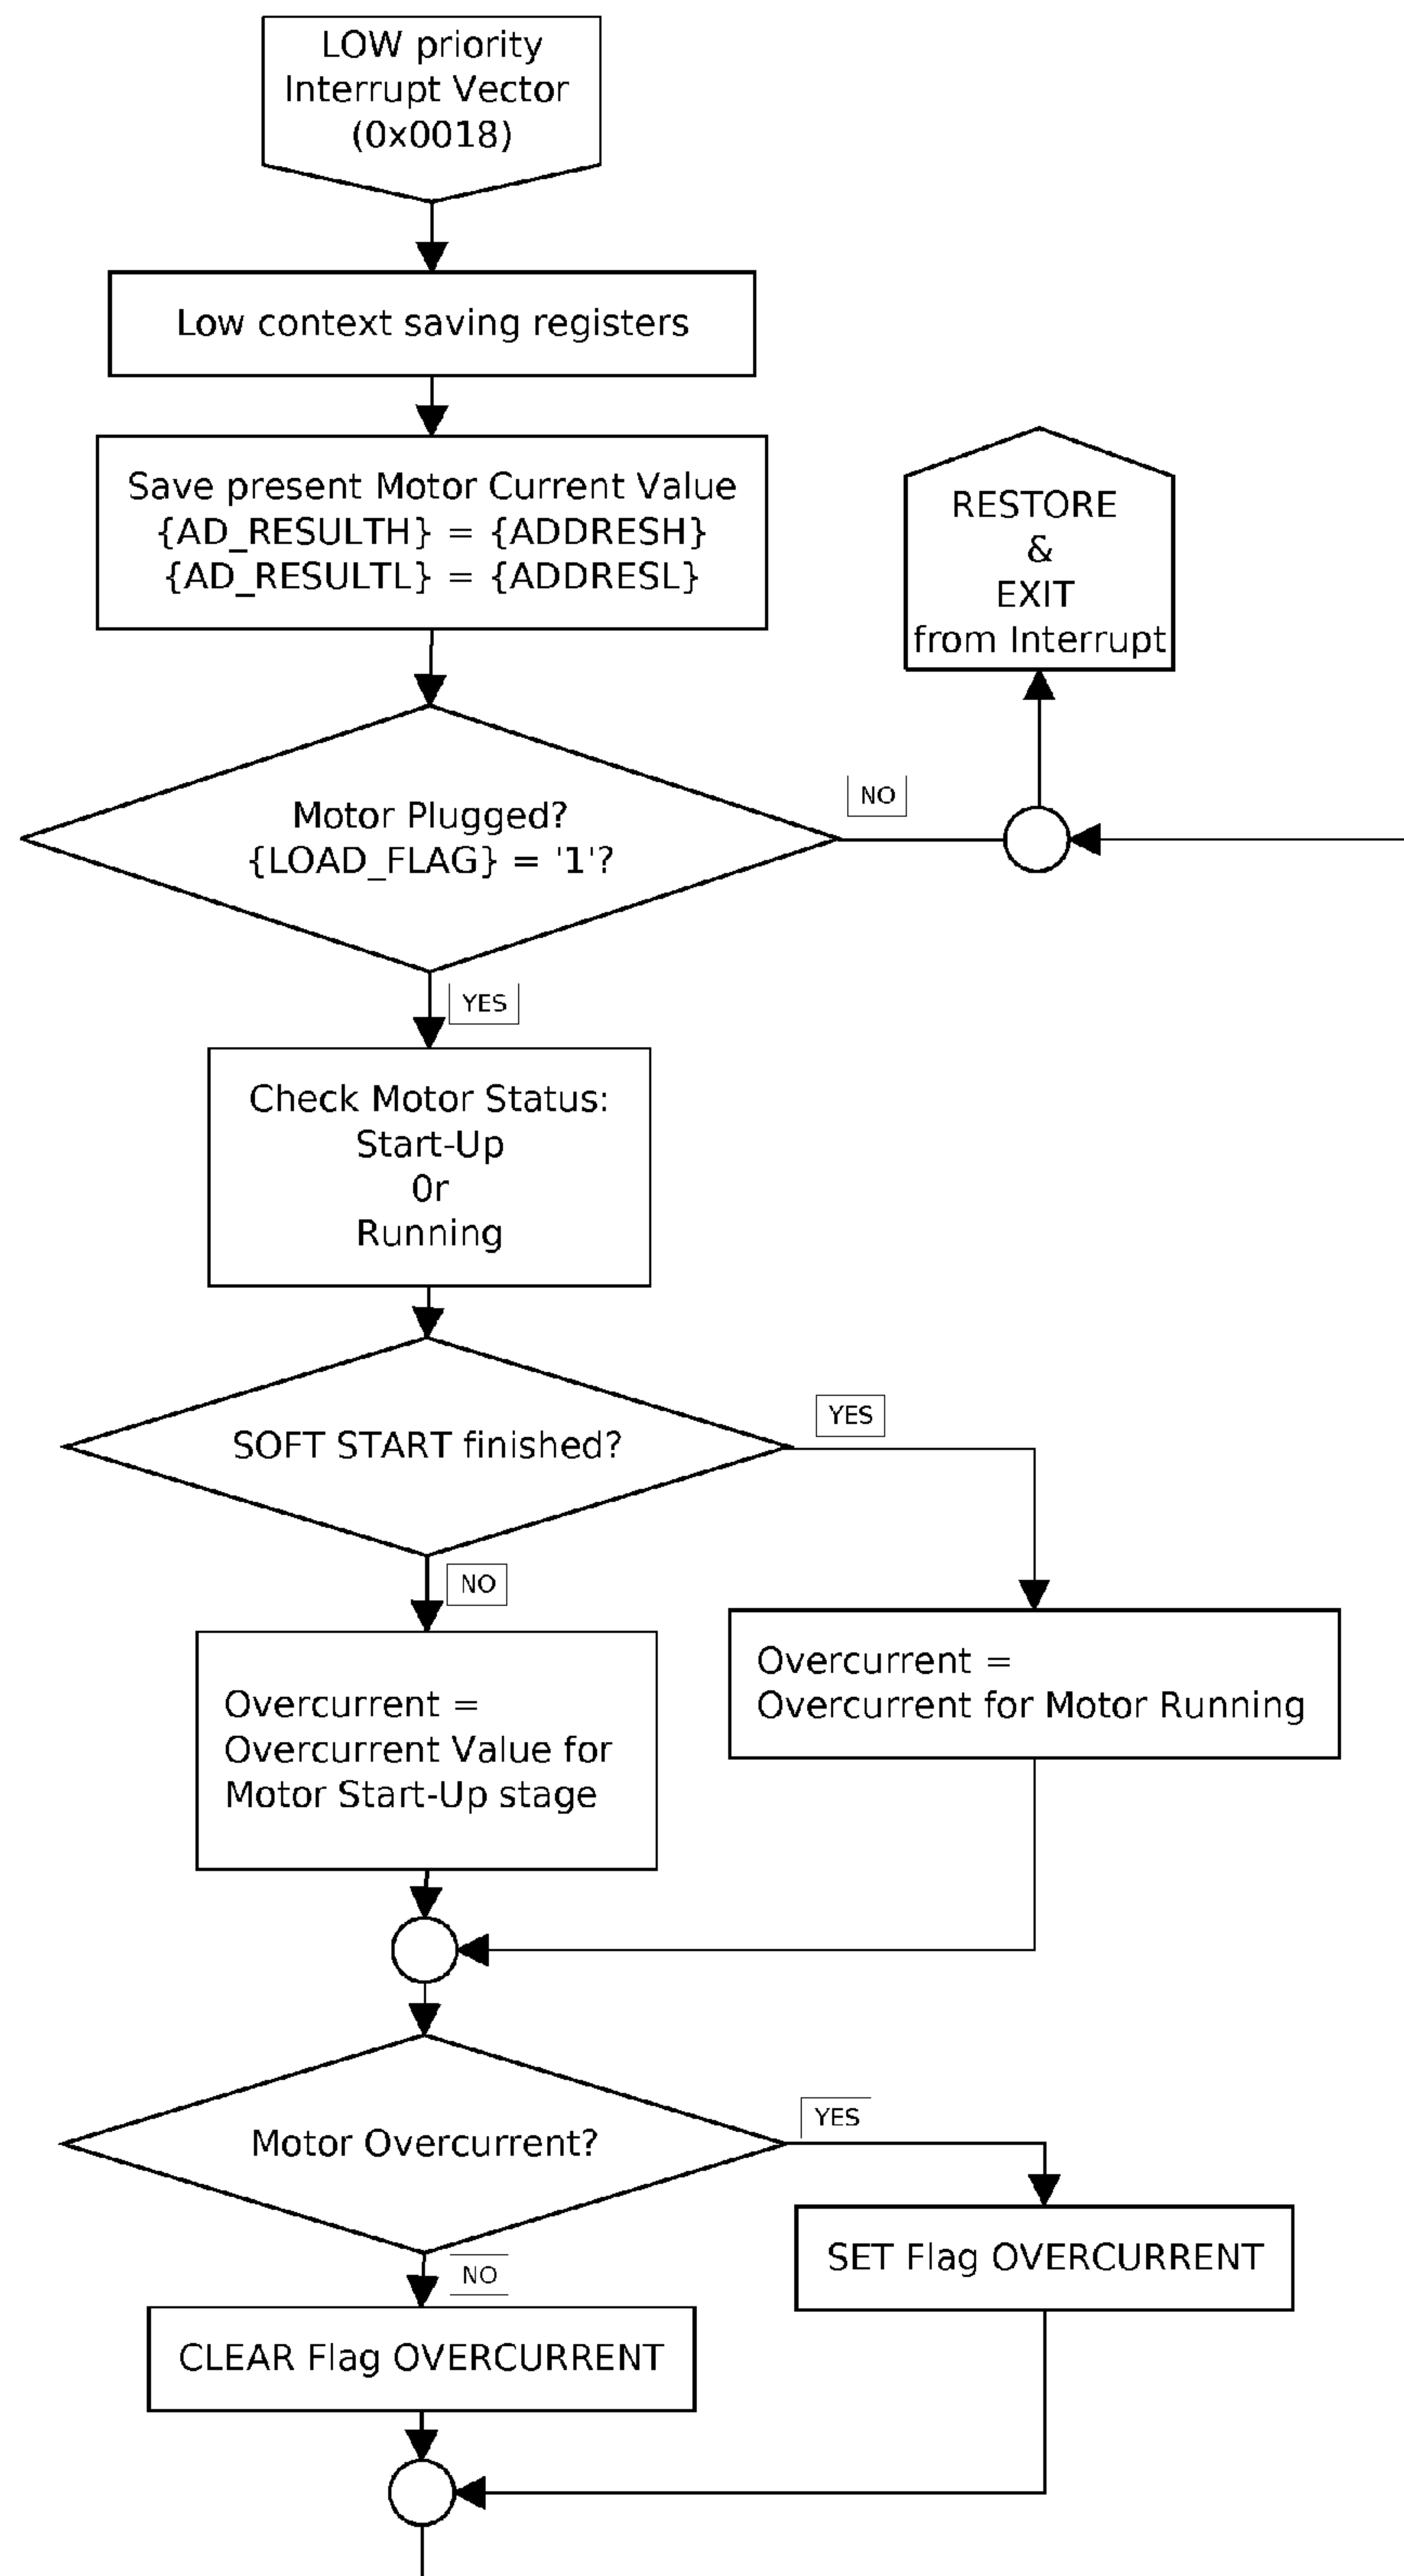 LOW priority
Interrupt Vector
(0x0018)
Low context saving registers
Save present Motor Current Value
{AD_RESULTH} = {ADDRESH}
{AD_RESULTL} = {ADDRESL}
RESTORE
&
EXIT
from Interrupt
Motor Plugged?
{LOAD_FLAG} = '1'?
NO
YES
Check Motor Status:
Start-Up
0r
Running
SOFT START finished?
YES
NO
Overcurrent =
Overcurrent for Motor Running
Overcurrent =
Overcurrent Value for
Motor Start-Up stage
Motor Overcurrent?
YES
NO
SET Flag OVERCURRENT
CLEAR Flag OVERCURRENT